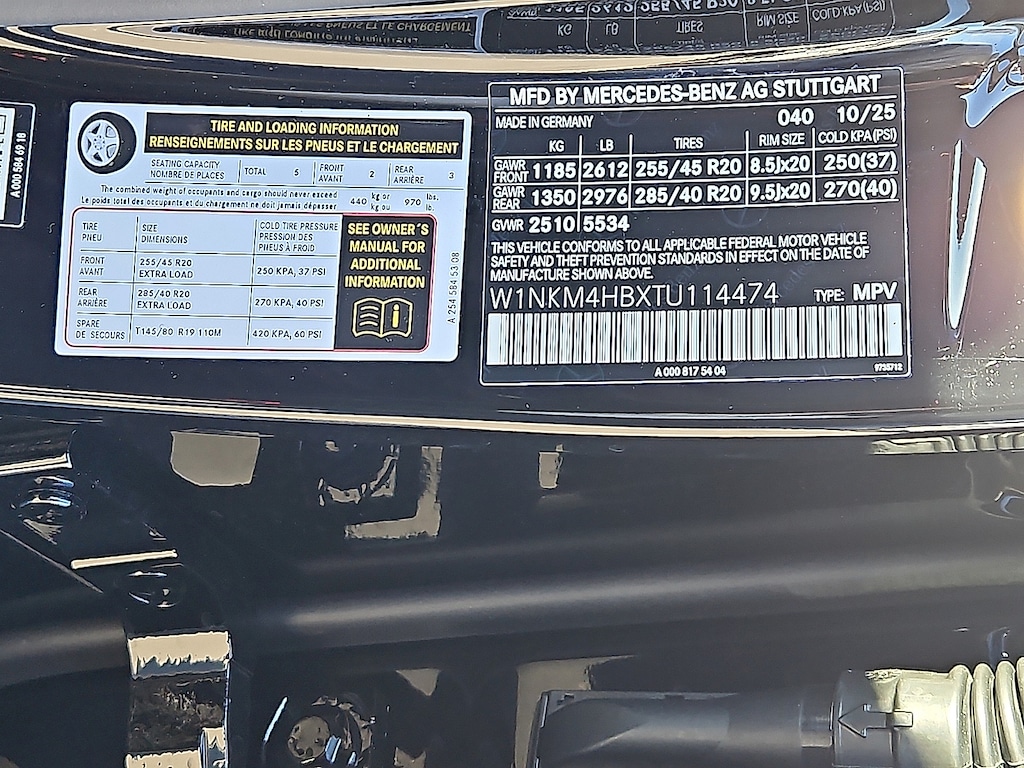 A 000 584 69 18
TIRE AND LOADING INFORMATION
RENSEIGNEMENTS SUR LES PNEUS ET LE CHARGEMENT
SEATING CAPACITY
NOMBRE DE PLACES
TOTAL 5
FRONT
AVANT
2
REAR
ARRIÈRE
3
The combined weight of occupants and cargo should never exceed
Le poids total des occupants et du chargement ne doit jamais dépasser
440 kg or
kg ou
970 lbs.
lb.
TIRE
PNEU
SIZE
DIMENSIONS
COLD TIRE PRESSURE
PRESSION DES
PNEUS À FROID
FRONT
AVANT
255/45 R20
EXTRA LOAD
250 KPA, 37 PSI
REAR
ARRIÈRE
285/40 R20
EXTRA LOAD
270 KPA, 40 PSI
SPARE
DE SECOURS
T145/80 R19 110M
420 KPA, 60 PSI
SEE OWNER´S
MANUAL FOR
ADDITIONAL
INFORMATION
A 254 584 53 08
MFD BY MERCEDES-BENZ AG STUTTGART
MADE IN GERMANY 040 10/25
KG LB TIRES RIM SIZE COLD KPA(PSI)
GAWR
FRONT
1185 2612 255/45 R20 8.5Jx20 250(37)
GAWR
REAR
1350 2976 285/40 R20 9.5Jx20 270(40)
GVWR 2510 5534
THIS VEHICLE CONFORMS TO ALL APPLICABLE FEDERAL MOTOR VEHICLE
SAFETY AND THEFT PREVENTION STANDARDS IN EFFECT ON THE DATE OF
MANUFACTURE SHOWN ABOVE.
W1NKM4HBXTU114474 TYPE: MPV
A 000 817 54 04
9735712